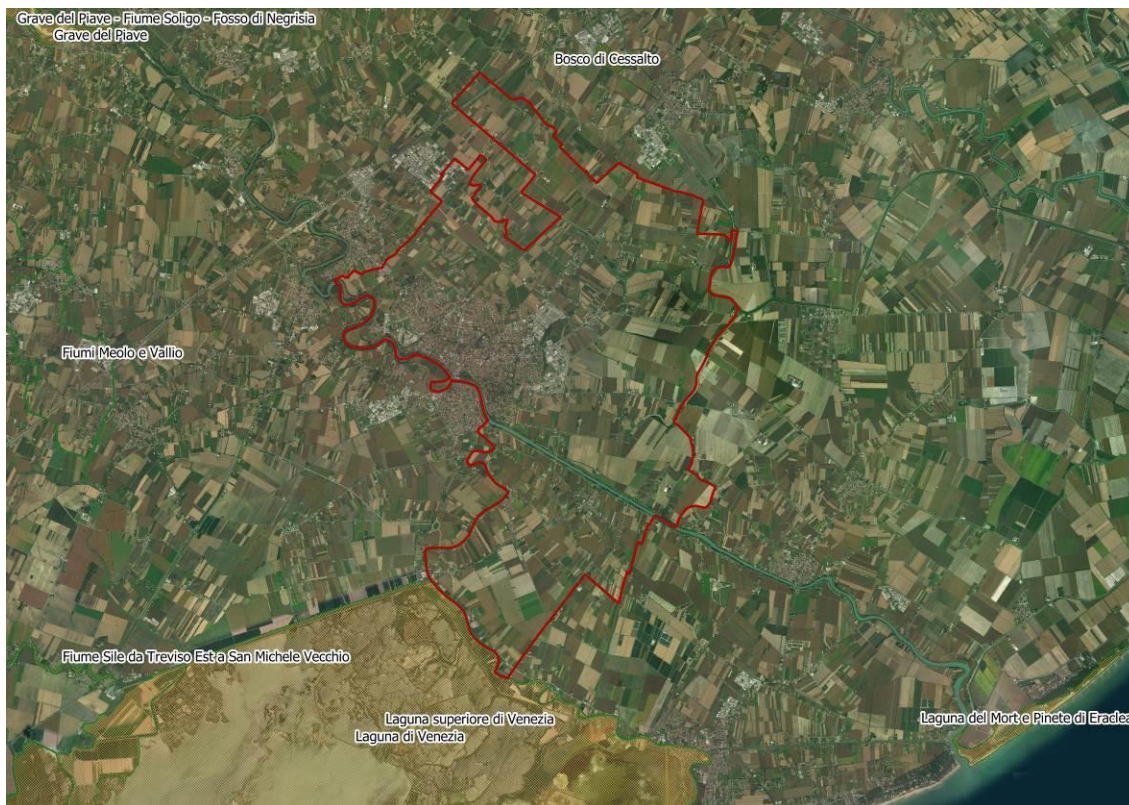 Grave del Piave - Fiume Soligo - Fosso di Negrisia
Grave del Piave
Bosco di Cessalto
Fiumi Meolo e Vallio
Fiume Sile da Treviso Est a San Michele Vecchio
Laguna superiore di Venezia
Laguna di Venezia
Laguna del Mort e Pinete di Eraclea